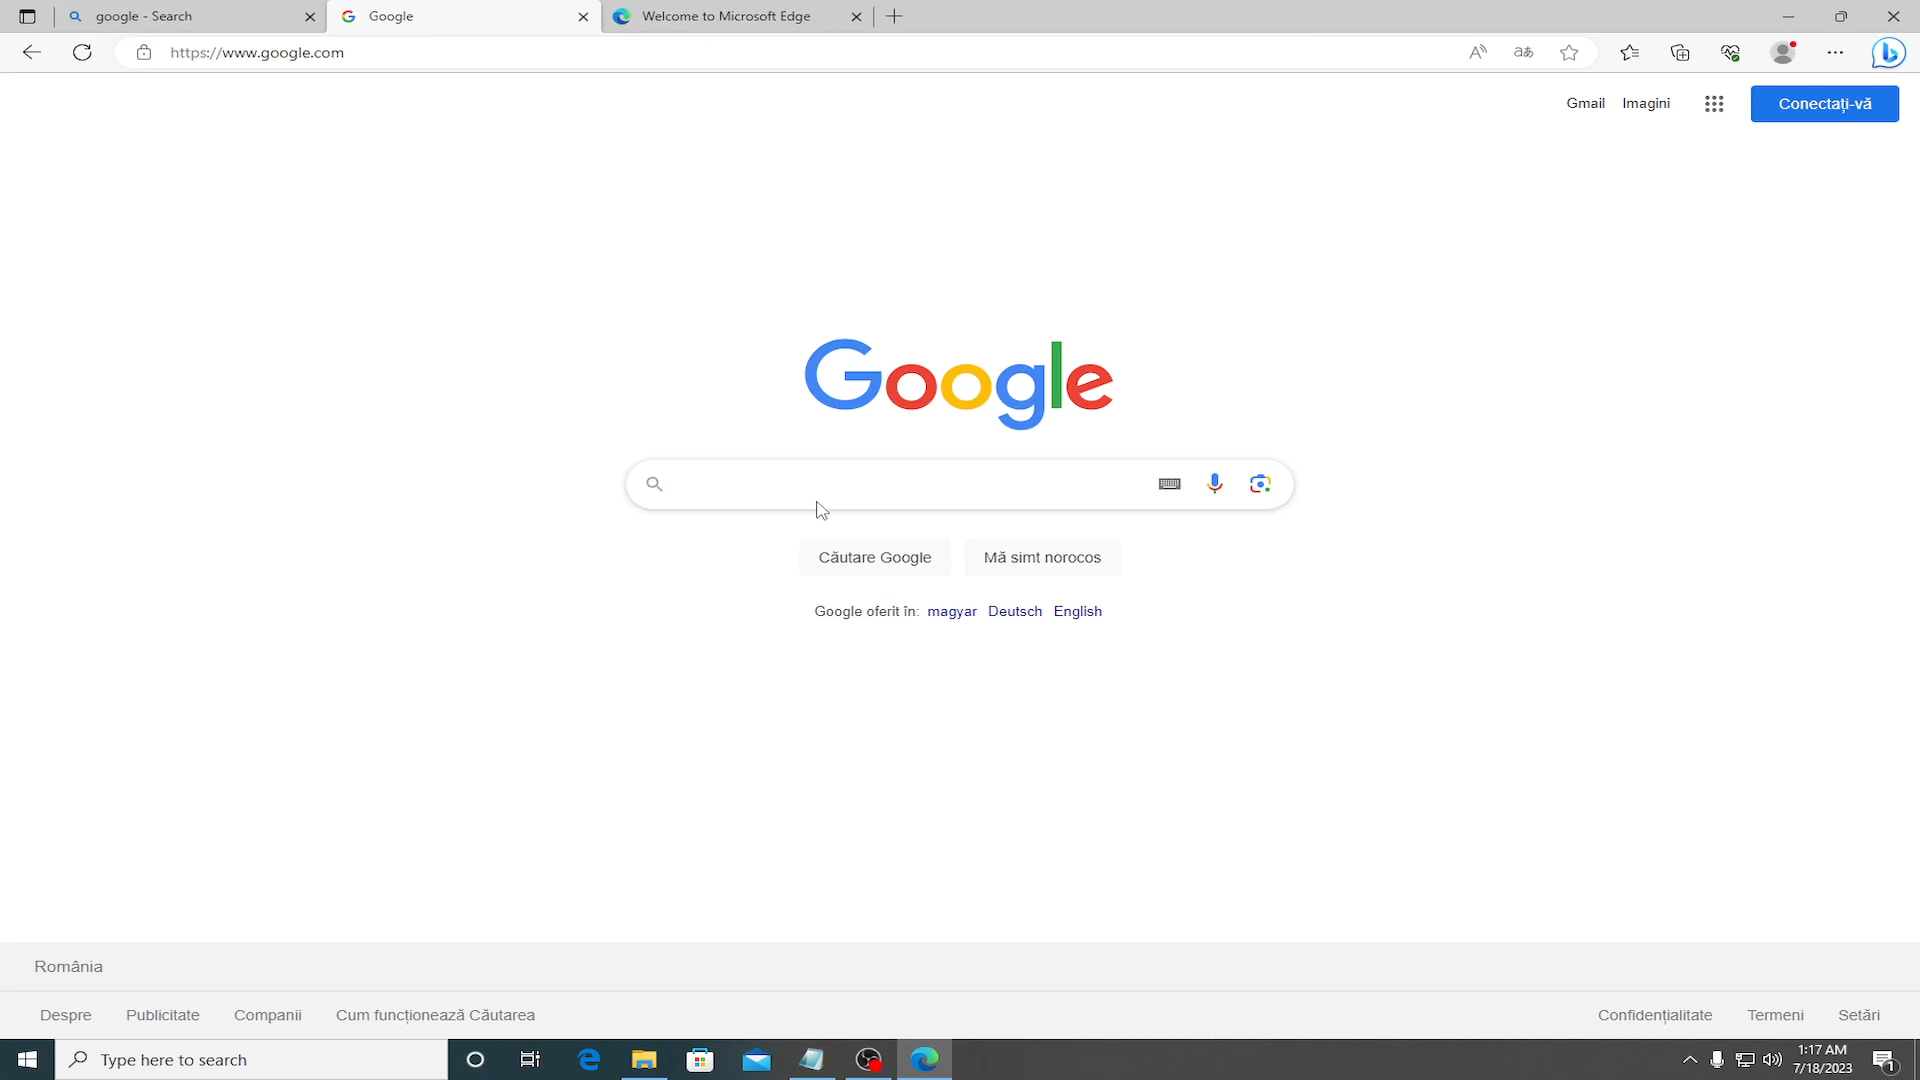 google - Search
Google
Welcome to Microsoft Edge
https://www.google.com
Gmail Imagini Conectați-vă
Google
Căutare Google Mă simt norocos
Google oferit în: magyar Deutsch English
România
Despre Publicitate Companii Cum funcționează Căutarea Confidențialitate Termeni Setări
Type here to search
1:17 AM
7/18/2023
1